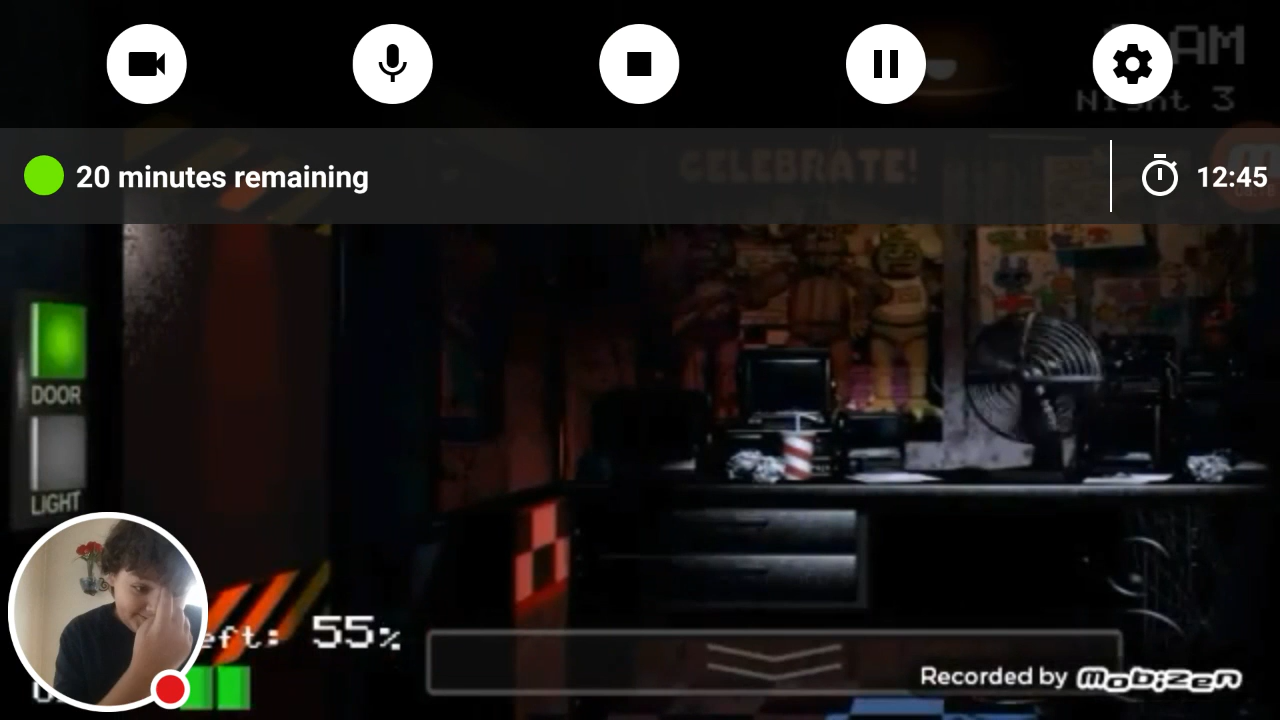 AM
Night 3
20 minutes remaining
12:45
CELEBRATE!
DOOR
LIGHT
eft: 55%
Recorded by Mobizen